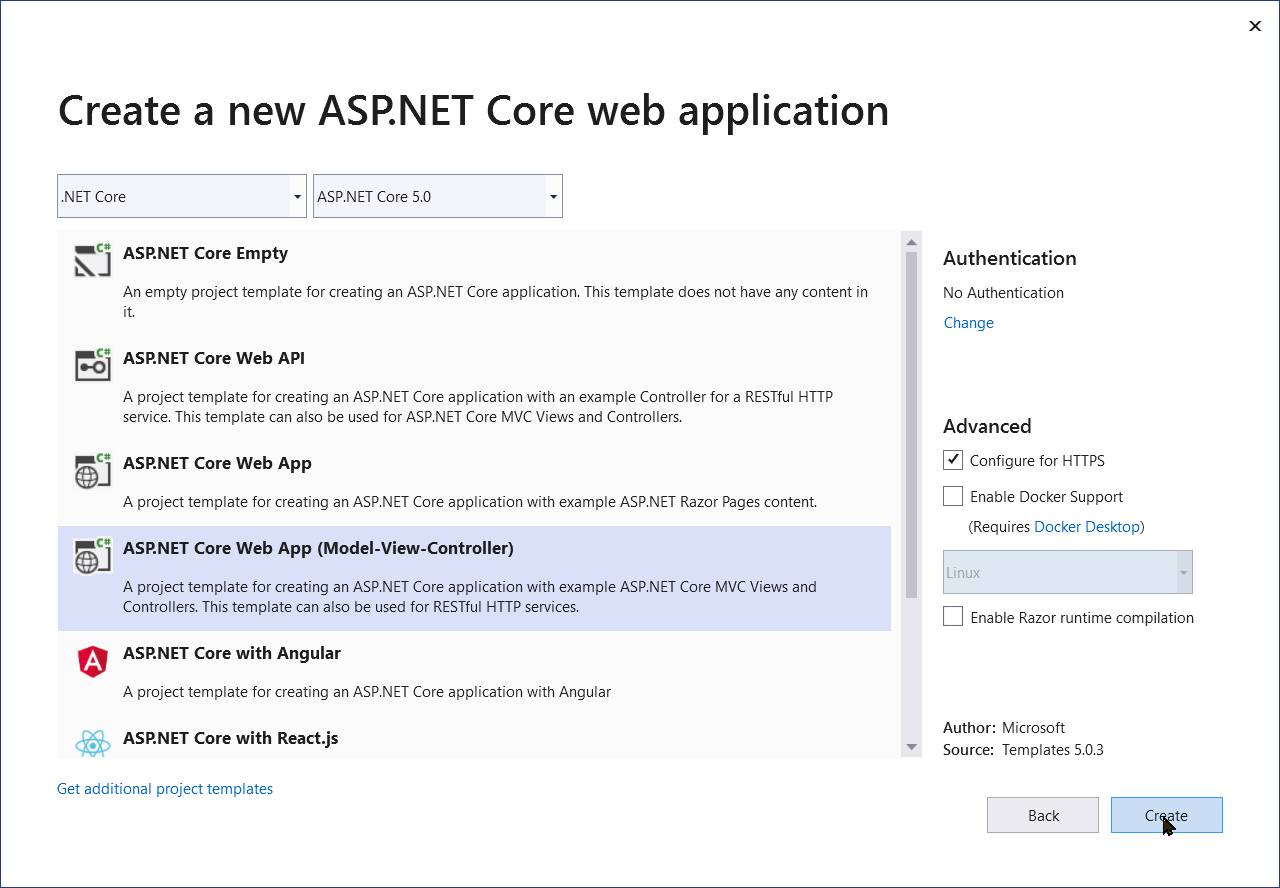 Create a new ASP.NET Core web application
.NET Core
ASP.NET Core 5.0
C#
ASP.NET Core Empty
An empty project template for creating an ASP.NET Core application. This template does not have any content in
it.
C#
ASP.NET Core Web API
A project template for creating an ASP.NET Core application with an example Controller for a RESTful HTTP
service. This template can also be used for ASP.NET Core MVC Views and Controllers.
C#
ASP.NET Core Web App
A project template for creating an ASP.NET Core application with example ASP.NET Razor Pages content.
C#
ASP.NET Core Web App (Model-View-Controller)
A project template for creating an ASP.NET Core application with example ASP.NET Core MVC Views and
Controllers. This template can also be used for RESTful HTTP services.
A
ASP.NET Core with Angular
A project template for creating an ASP.NET Core application with Angular
ASP.NET Core with React.js
Get additional project templates
Authentication
No Authentication
Change
Advanced
Configure for HTTPS
Enable Docker Support
(Requires Docker Desktop)
Linux
Enable Razor runtime compilation
Author: Microsoft
Source: Templates 5.0.3
Back
Create